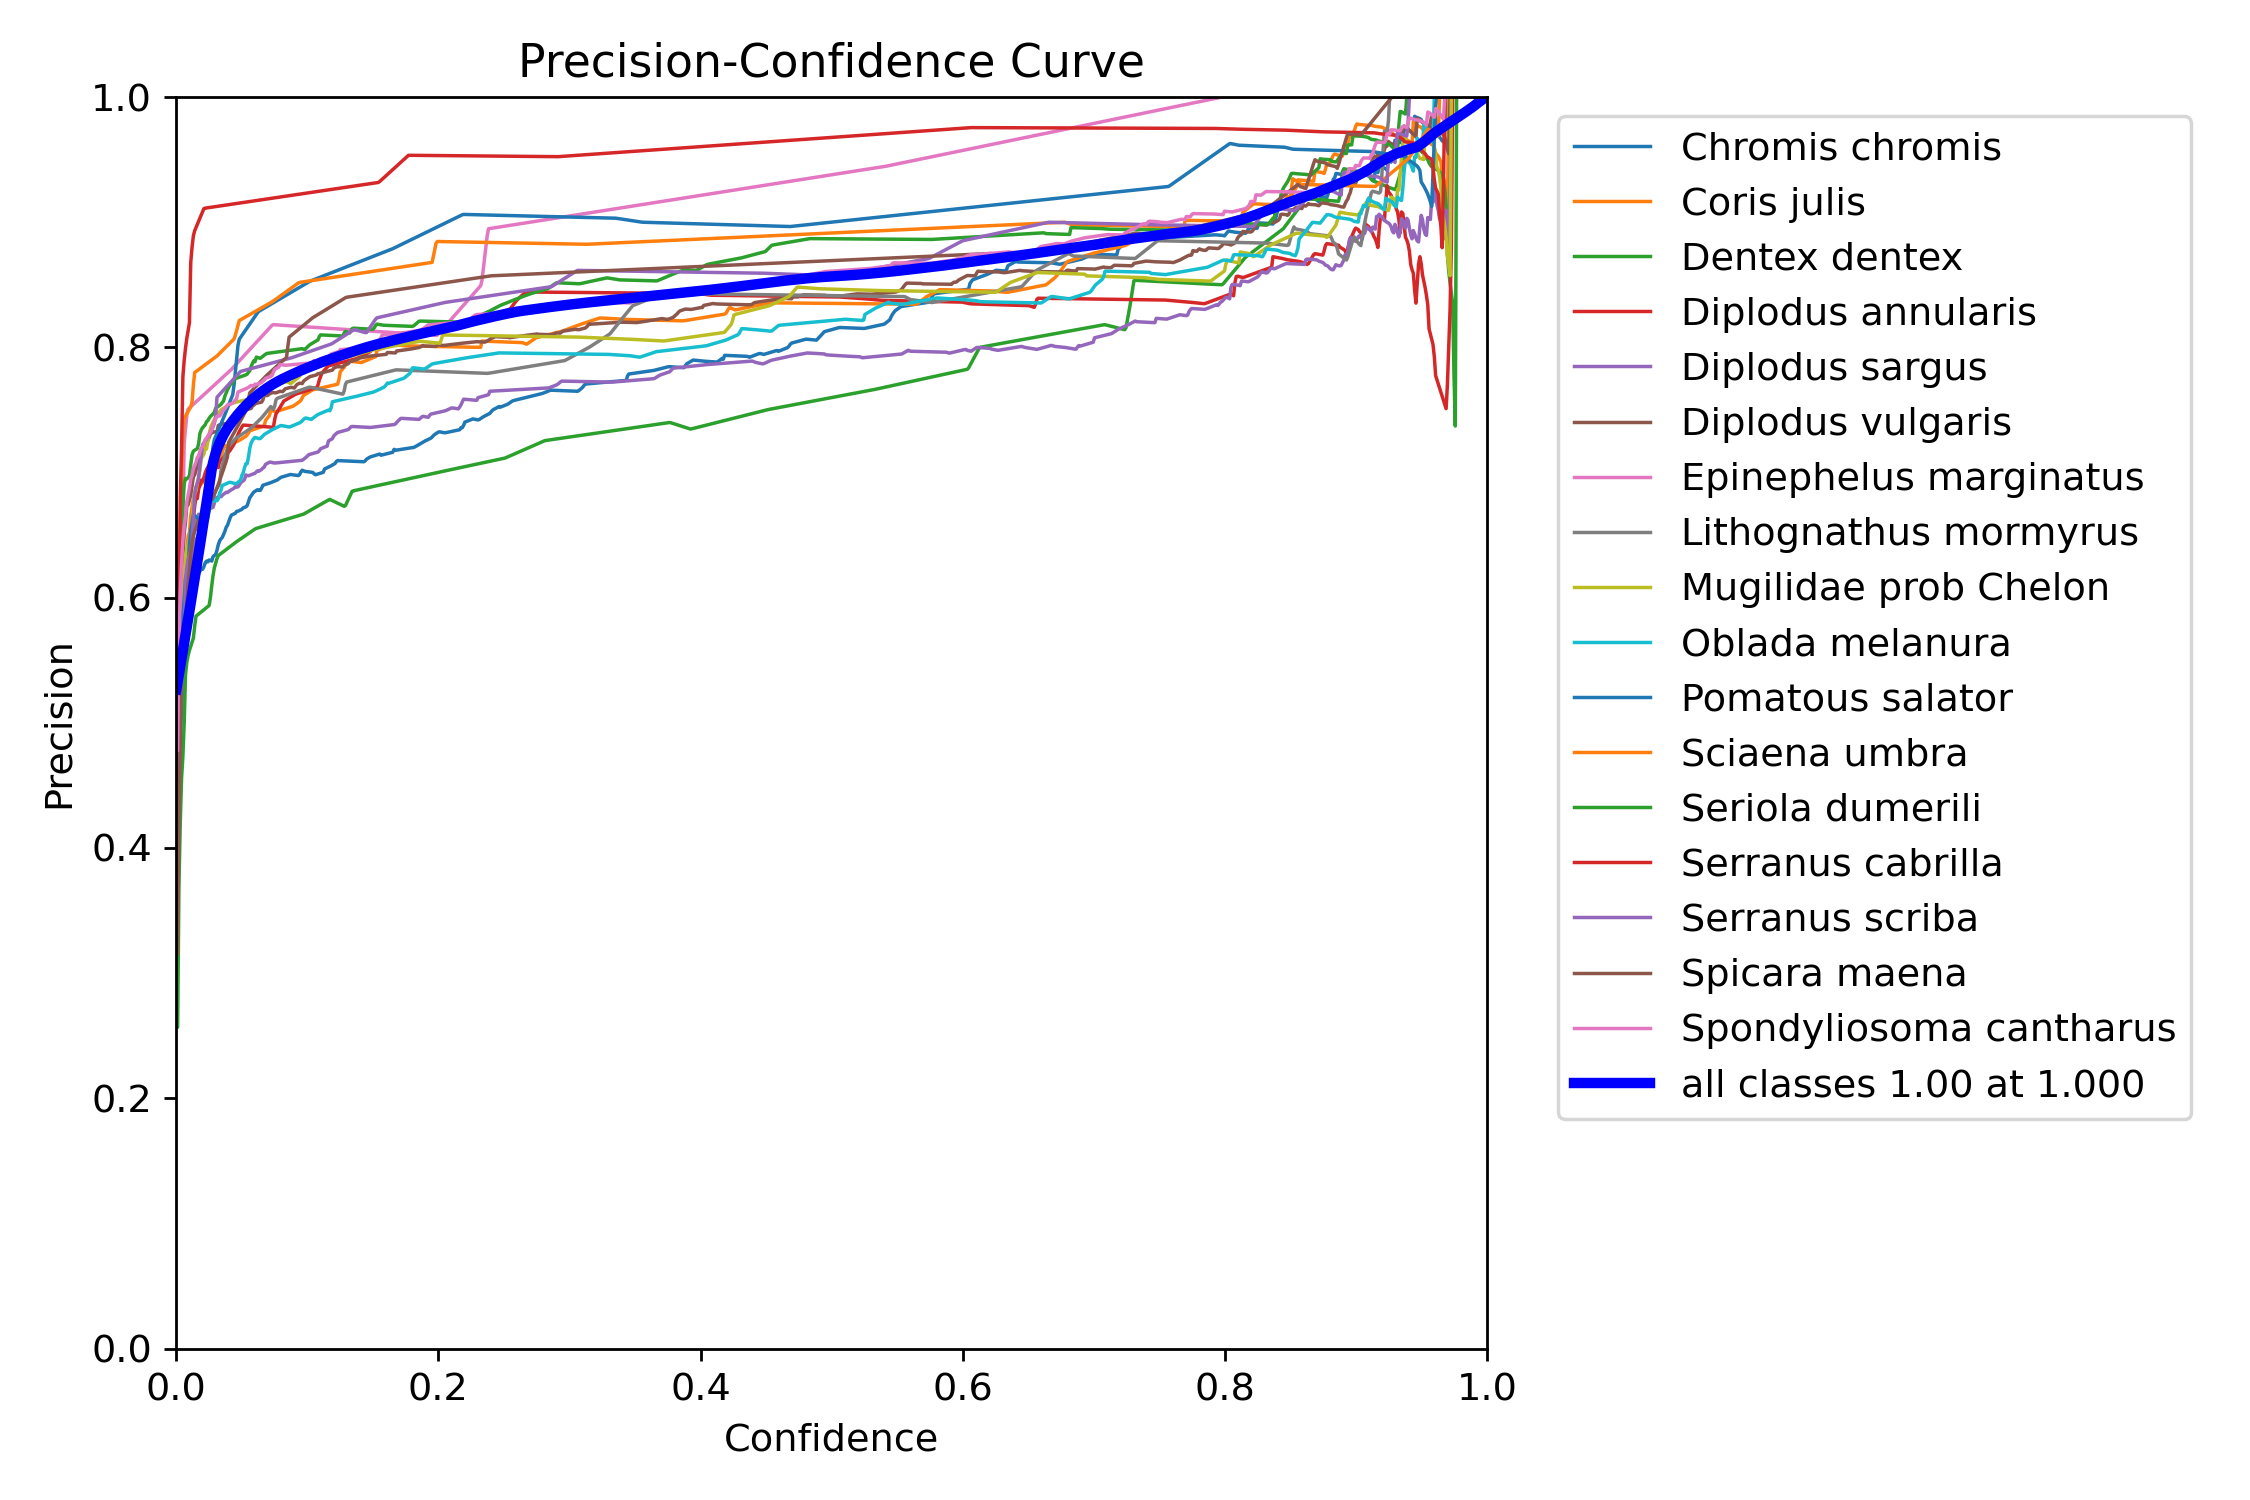 Precision-Confidence Curve
1.0
0.8
0.6
0.4
0.2
0.0
Precision
0.0 0.2 0.4 0.6 0.8 1.0
Confidence
Chromis chromis
Coris julis
Dentex dentex
Diplodus annularis
Diplodus sargus
Diplodus vulgaris
Epinephelus marginatus
Lithognathus mormyrus
Mugilidae prob Chelon
Oblada melanura
Pomatous salator
Sciaena umbra
Seriola dumerili
Serranus cabrilla
Serranus scriba
Spicara maena
Spondyliosoma cantharus
all classes 1.00 at 1.000